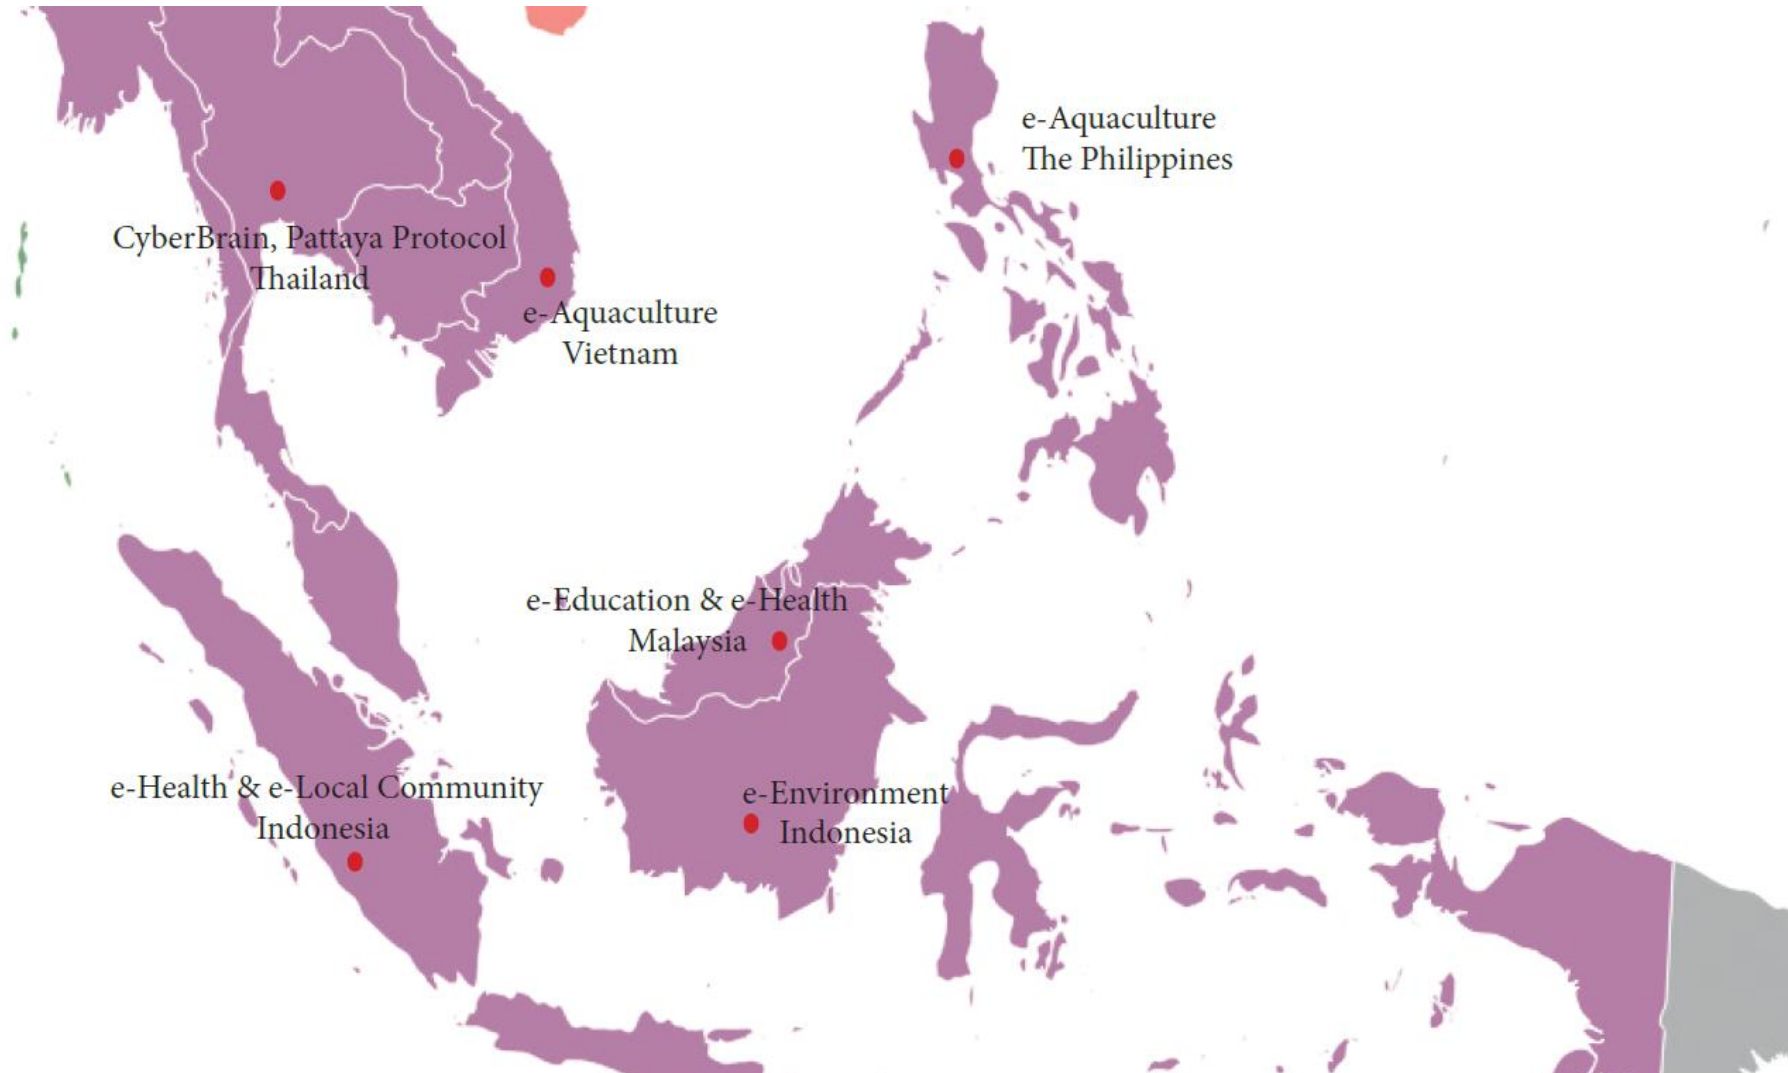 e-Aquaculture
The Philippines
CyberBrain, Pattaya Protocol
Thailand
e-Aquaculture
Vietnam
e-Education & e-Health
Malaysia
e-Health & e-Local Community
Indonesia
e-Environment
Indonesia